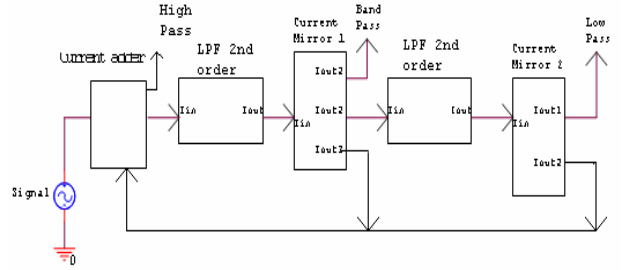 High
Pass
Current adder
LPF 2nd
order
Iin
Iout
Current
Mirror 1
Iout2
Iout2
Iin
Iout2
Band
Pass
LPF 2nd
order
Iin
Iout
Current
Mirror 2
Iout1
Iin
Iout2
Low
Pass
Signal
0